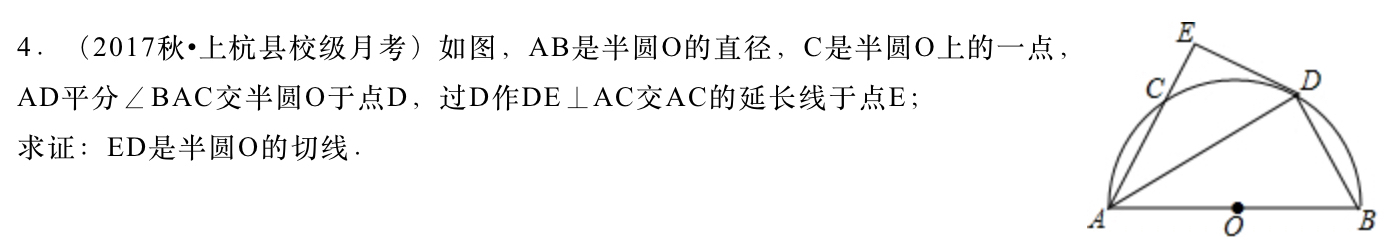 4. （2017秋•上杭县校级月考）如图，AB是半圆O的直径，C是半圆O上的一点，
AD平分∠BAC交半圆O于点D，过D作DE⊥AC交AC的延长线于点E；
求证：ED是半圆O的切线．
E
C
D
A
O
B